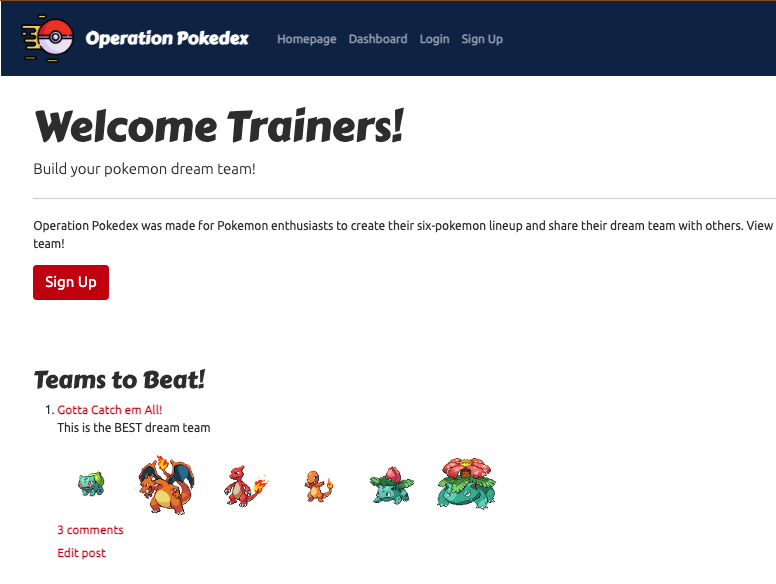 Operation Pokedex Homepage Dashboard Login Sign Up
Welcome Trainers!
Build your pokemon dream team!
Operation Pokedex was made for Pokemon enthusiasts to create their six-pokemon lineup and share their dream team with others. View
team!
Sign Up
Teams to Beat!
1. Gotta Catch em All!
This is the BEST dream team
3 comments
Edit post